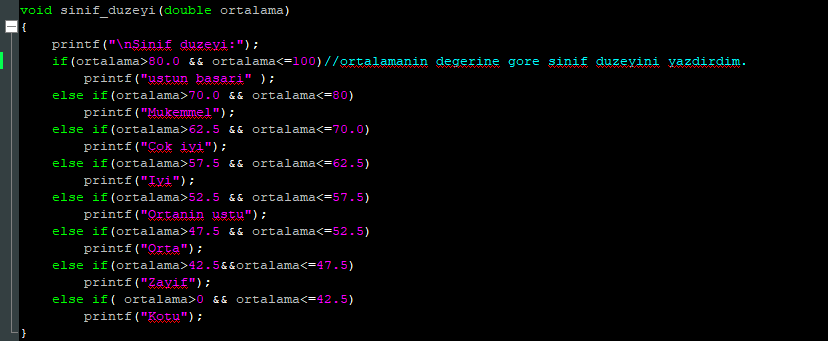 void sinif_duzeyi(double ortalama)
{
    printf("\nSinif duzeyi:");
    if(ortalama>80.0 && ortalama<=100)//ortalamanin degerine gore sinif duzeyini yazdirdim.
        printf("ustun basari" );
    else if(ortalama>70.0 && ortalama<=80)
        printf("Mukemmel");
    else if(ortalama>62.5 && ortalama<=70.0)
        printf("Cok iyi");
    else if(ortalama>57.5 && ortalama<=62.5)
        printf("Iyi");
    else if(ortalama>52.5 && ortalama<=57.5)
        printf("Ortanin ustu");
    else if(ortalama>47.5 && ortalama<=52.5)
        printf("Orta");
    else if(ortalama>42.5&&ortalama<=47.5)
        printf("Zayif");
    else if( ortalama>0 && ortalama<=42.5)
        printf("Kotu");
}